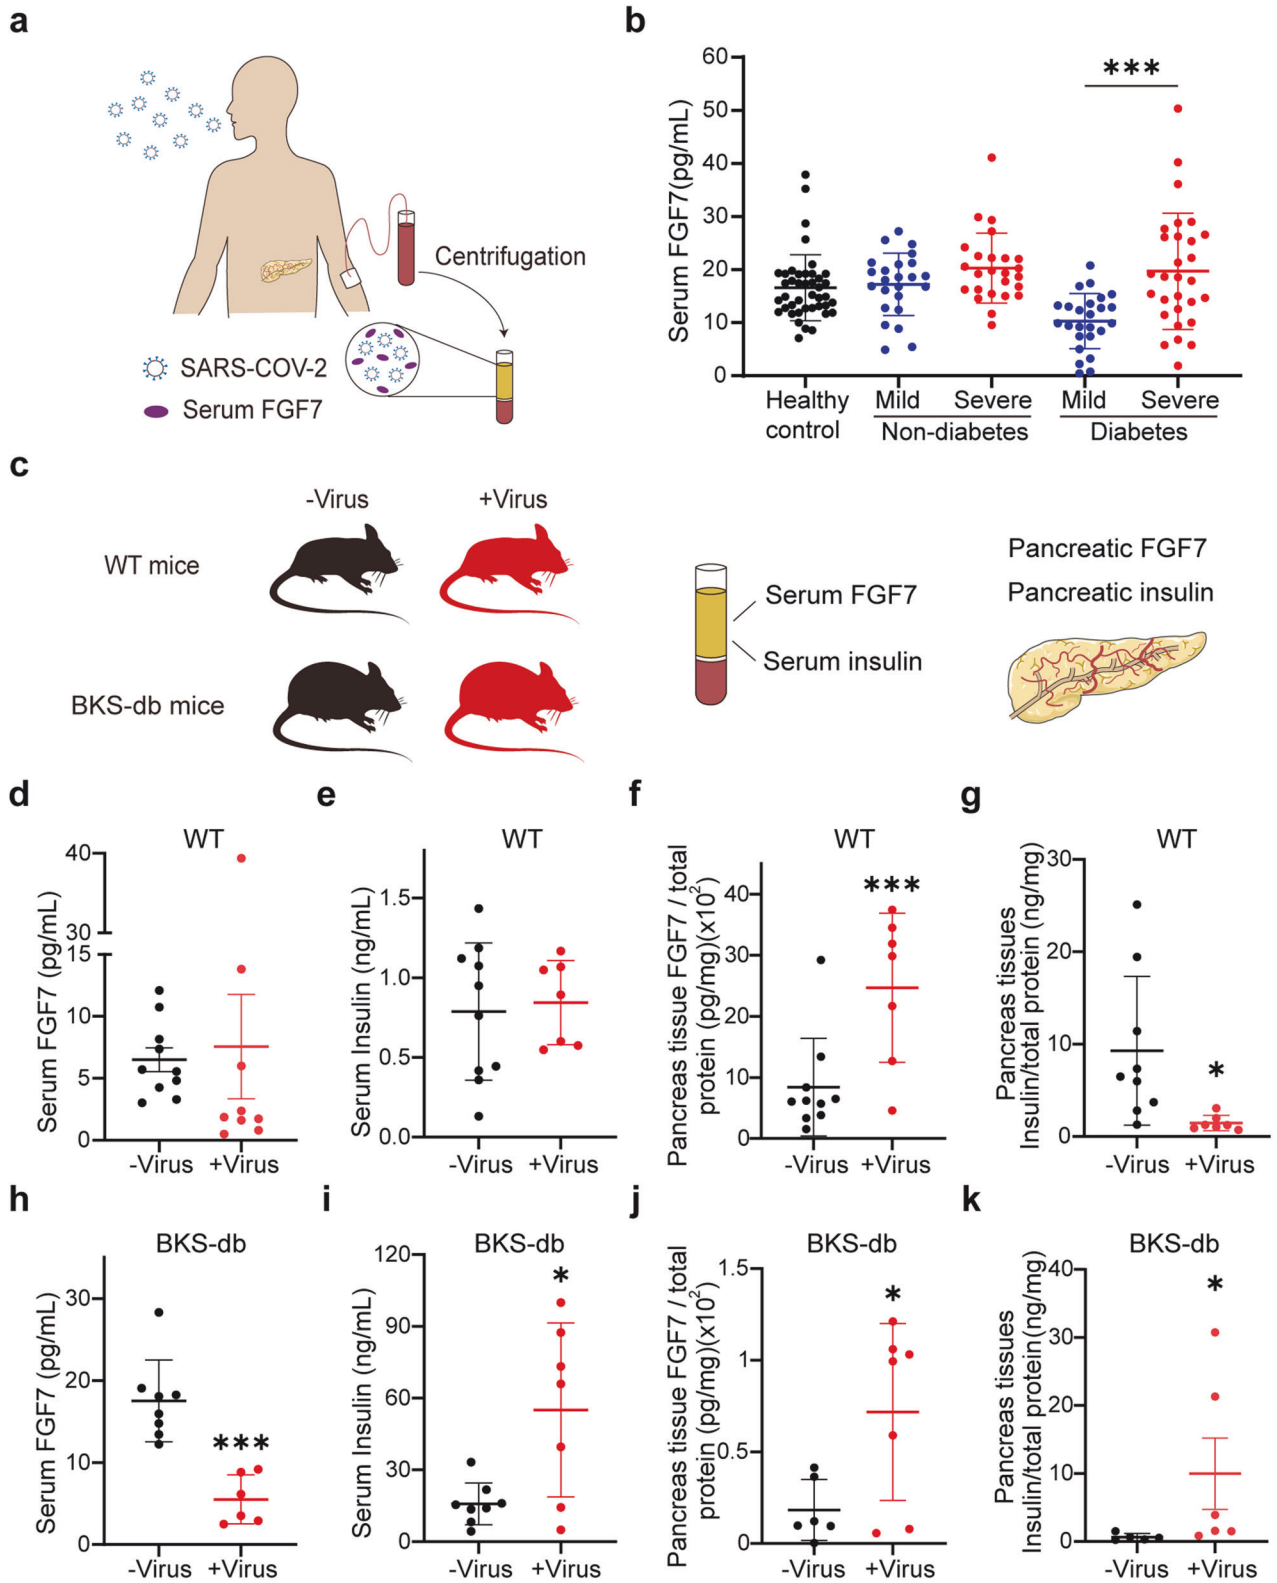 a
Centrifugation
SARS-COV-2
Serum FGF7
b
Serum FGF7(pg/mL)
60
50
40
30
20
10
0
***
Healthy control
Mild
Severe
Non-diabetes
Mild
Severe
Diabetes
c
-Virus
+Virus
WT mice
BKS-db mice
Serum FGF7
Serum insulin
Pancreatic FGF7
Pancreatic insulin
d
WT
Serum FGF7 (pg/mL)
40
30
15
10
5
0
-Virus
+Virus
e
WT
Serum Insulin (ng/mL)
1.5
1.0
0.5
0.0
-Virus
+Virus
f
WT
Pancreas tissue FGF7 / total
protein (pg/mg)(x10²)
40
30
20
10
0
***
-Virus
+Virus
g
WT
Pancreas tissues
Insulin/total protein (ng/mg)
30
20
10
0
*
-Virus
+Virus
h
BKS-db
Serum FGF7 (pg/mL)
30
20
10
0
***
-Virus
+Virus
i
BKS-db
Serum Insulin (ng/mL)
120
90
60
30
0
*
-Virus
+Virus
j
BKS-db
Pancreas tissue FGF7 / total
protein (pg/mg)(x10²)
1.5
1
0.5
0
*
-Virus
+Virus
k
BKS-db
Pancreas tissues
Insulin/total protein(ng/mg)
40
30
20
10
0
*
-Virus
+Virus